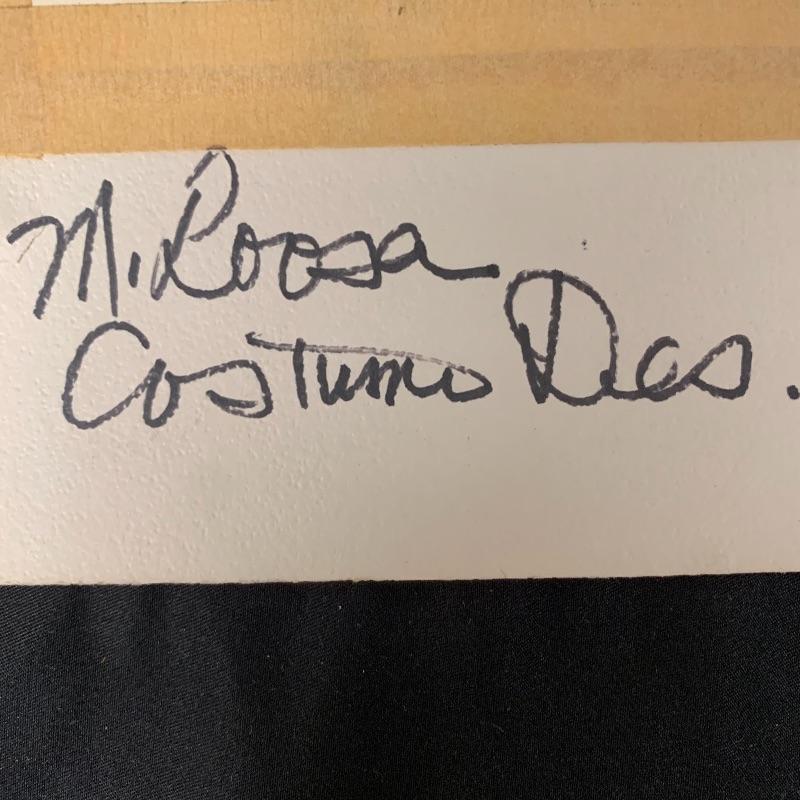 M. Roosa
Costume Des.